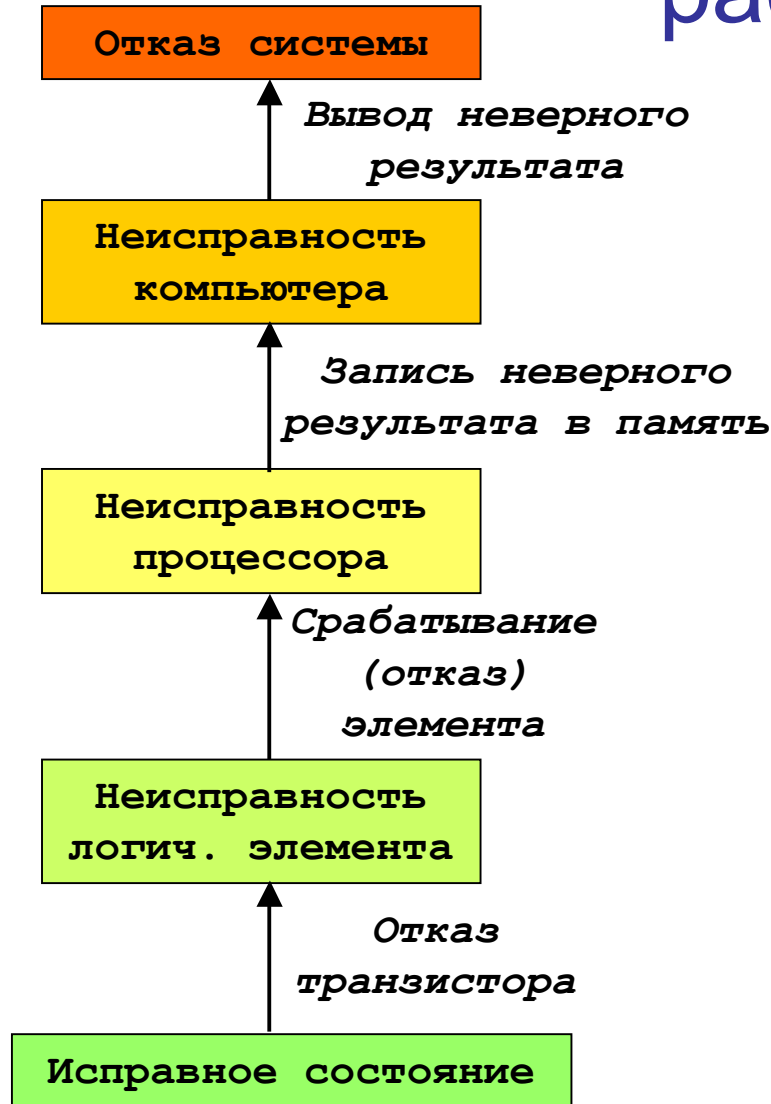 Отказ системы
Вывод неверного
результата
Неисправность
компьютера
Запись неверного
результата в память
Неисправность
процессора
Срабатывание
(отказ)
элемента
Неисправность
логич. элемента
Отказ
транзистора
Исправное состояние